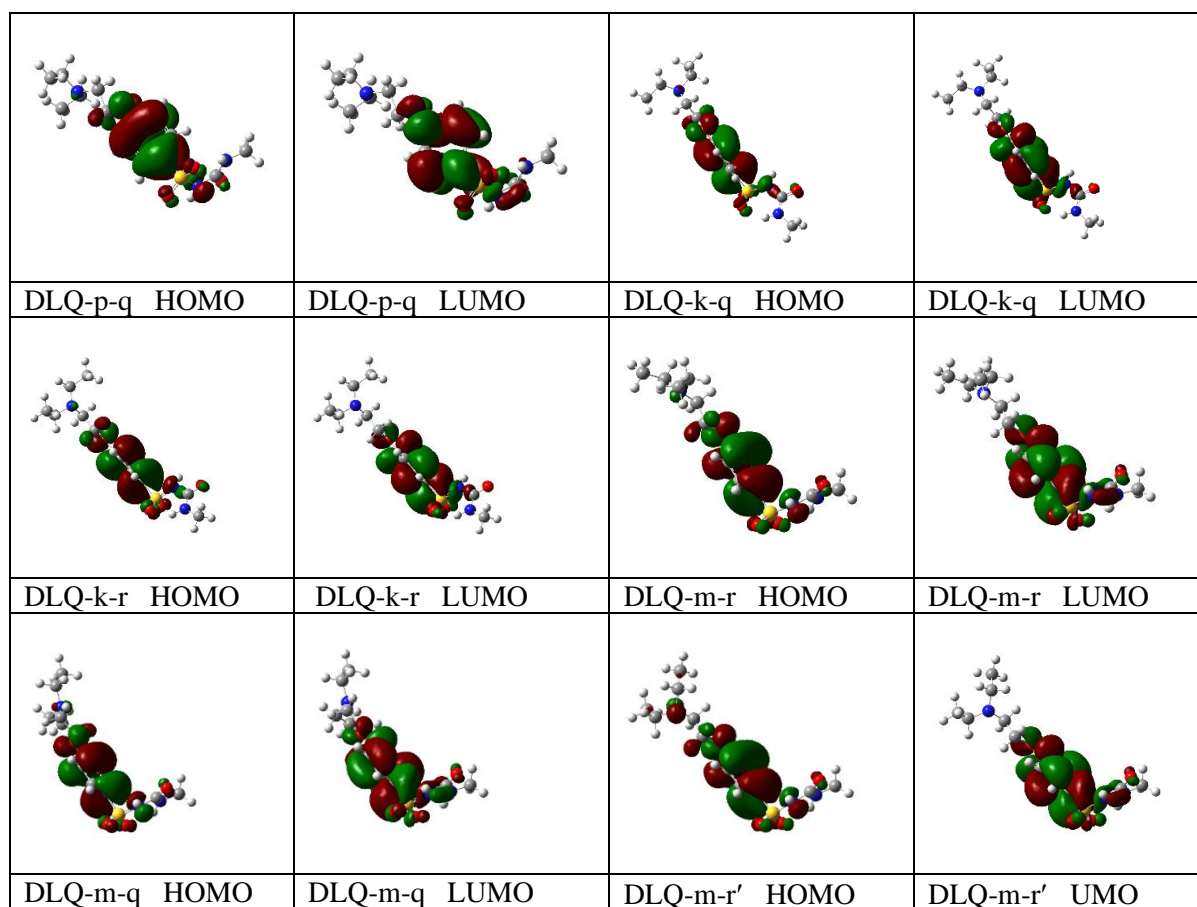 DLQ-p-q HOMO DLQ-p-q LUMO DLQ-k-q HOMO DLQ-k-q LUMO
DLQ-k-r HOMO DLQ-k-r LUMO DLQ-m-r HOMO DLQ-m-r LUMO
DLQ-m-q HOMO DLQ-m-q LUMO DLQ-m-r′ HOMO DLQ-m-r′ UMO